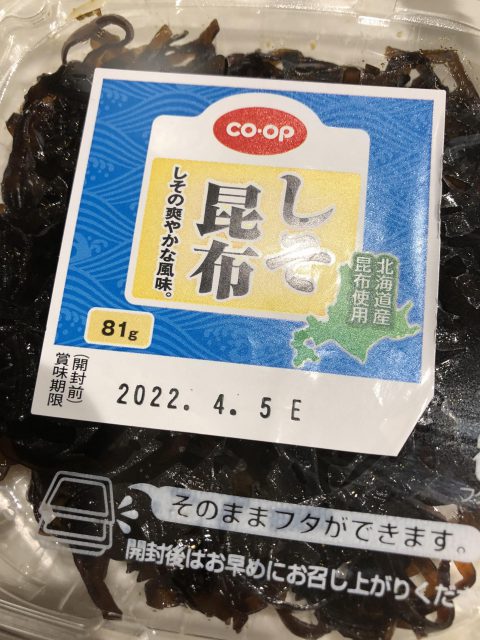 CO·OP
しそ
昆布
しその爽やかな風味。
北海道産
昆布使用
81g
(開封前)
賞味期限
2022. 4. 5 E
そのままフタができます。
開封後はお早めにお召し上がりくだ